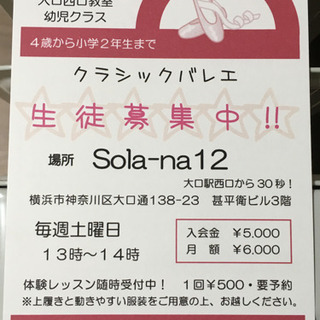 大口西口教室
幼児クラス
4歳から小学2年生まで
クラシックバレエ
生徒募集中!!
場所 Sola-na12
大口駅西口から30秒!
横浜市神奈川区大口通138-23 甚平衛ビル3階
毎週土曜日
13時～14時
入会金 ¥5,000
月額 ¥6,000
体験レッスン随時受付中! 1回¥500・要予約
※上履きと動きやすい服装をご用意の上、お越しください。